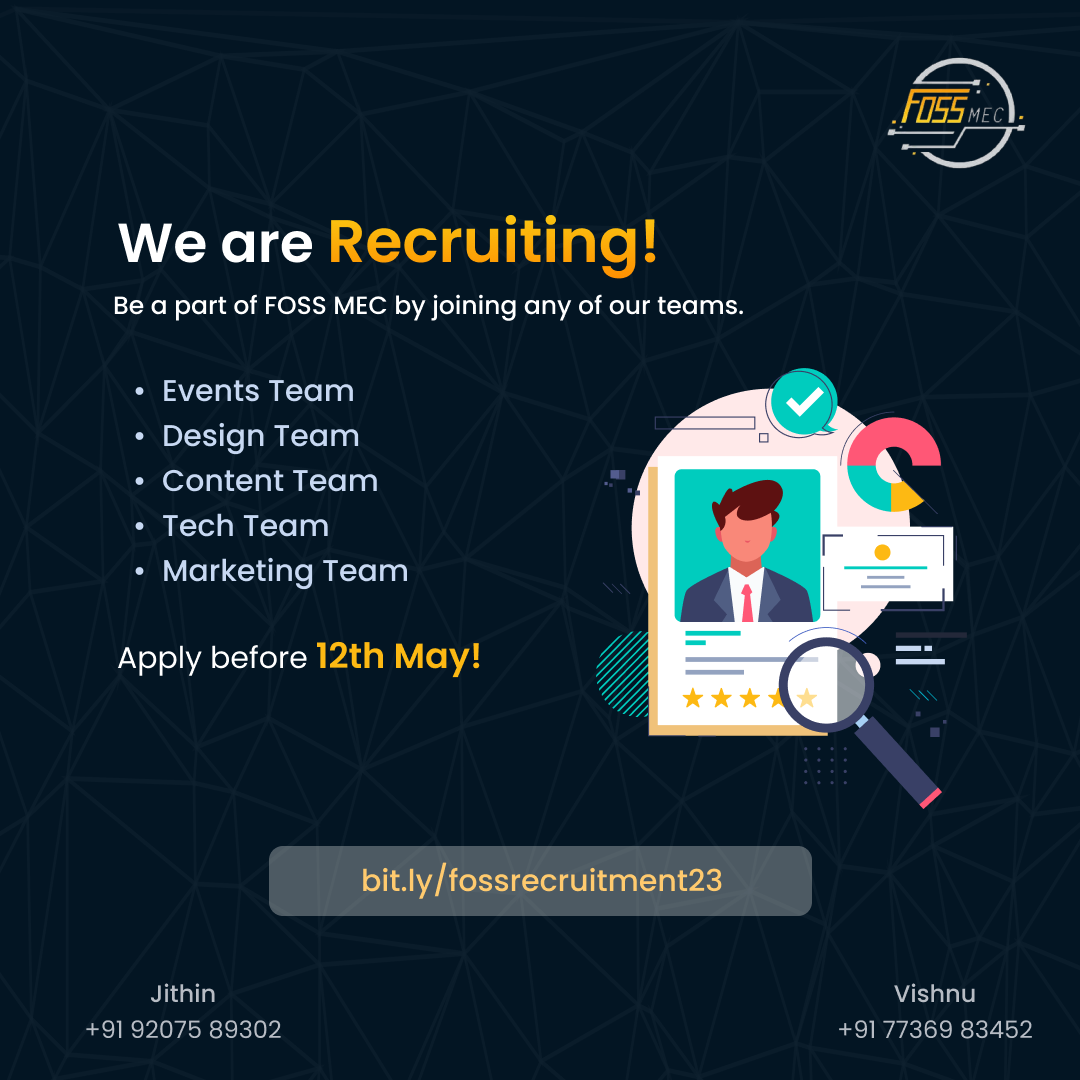 FOSS MEC
We are Recruiting!
Be a part of FOSS MEC by joining any of our teams.
• Events Team
• Design Team
• Content Team
• Tech Team
• Marketing Team
Apply before 12th May!
bit.ly/fossrecruitment23
Jithin
+91 92075 89302
Vishnu
+91 77369 83452